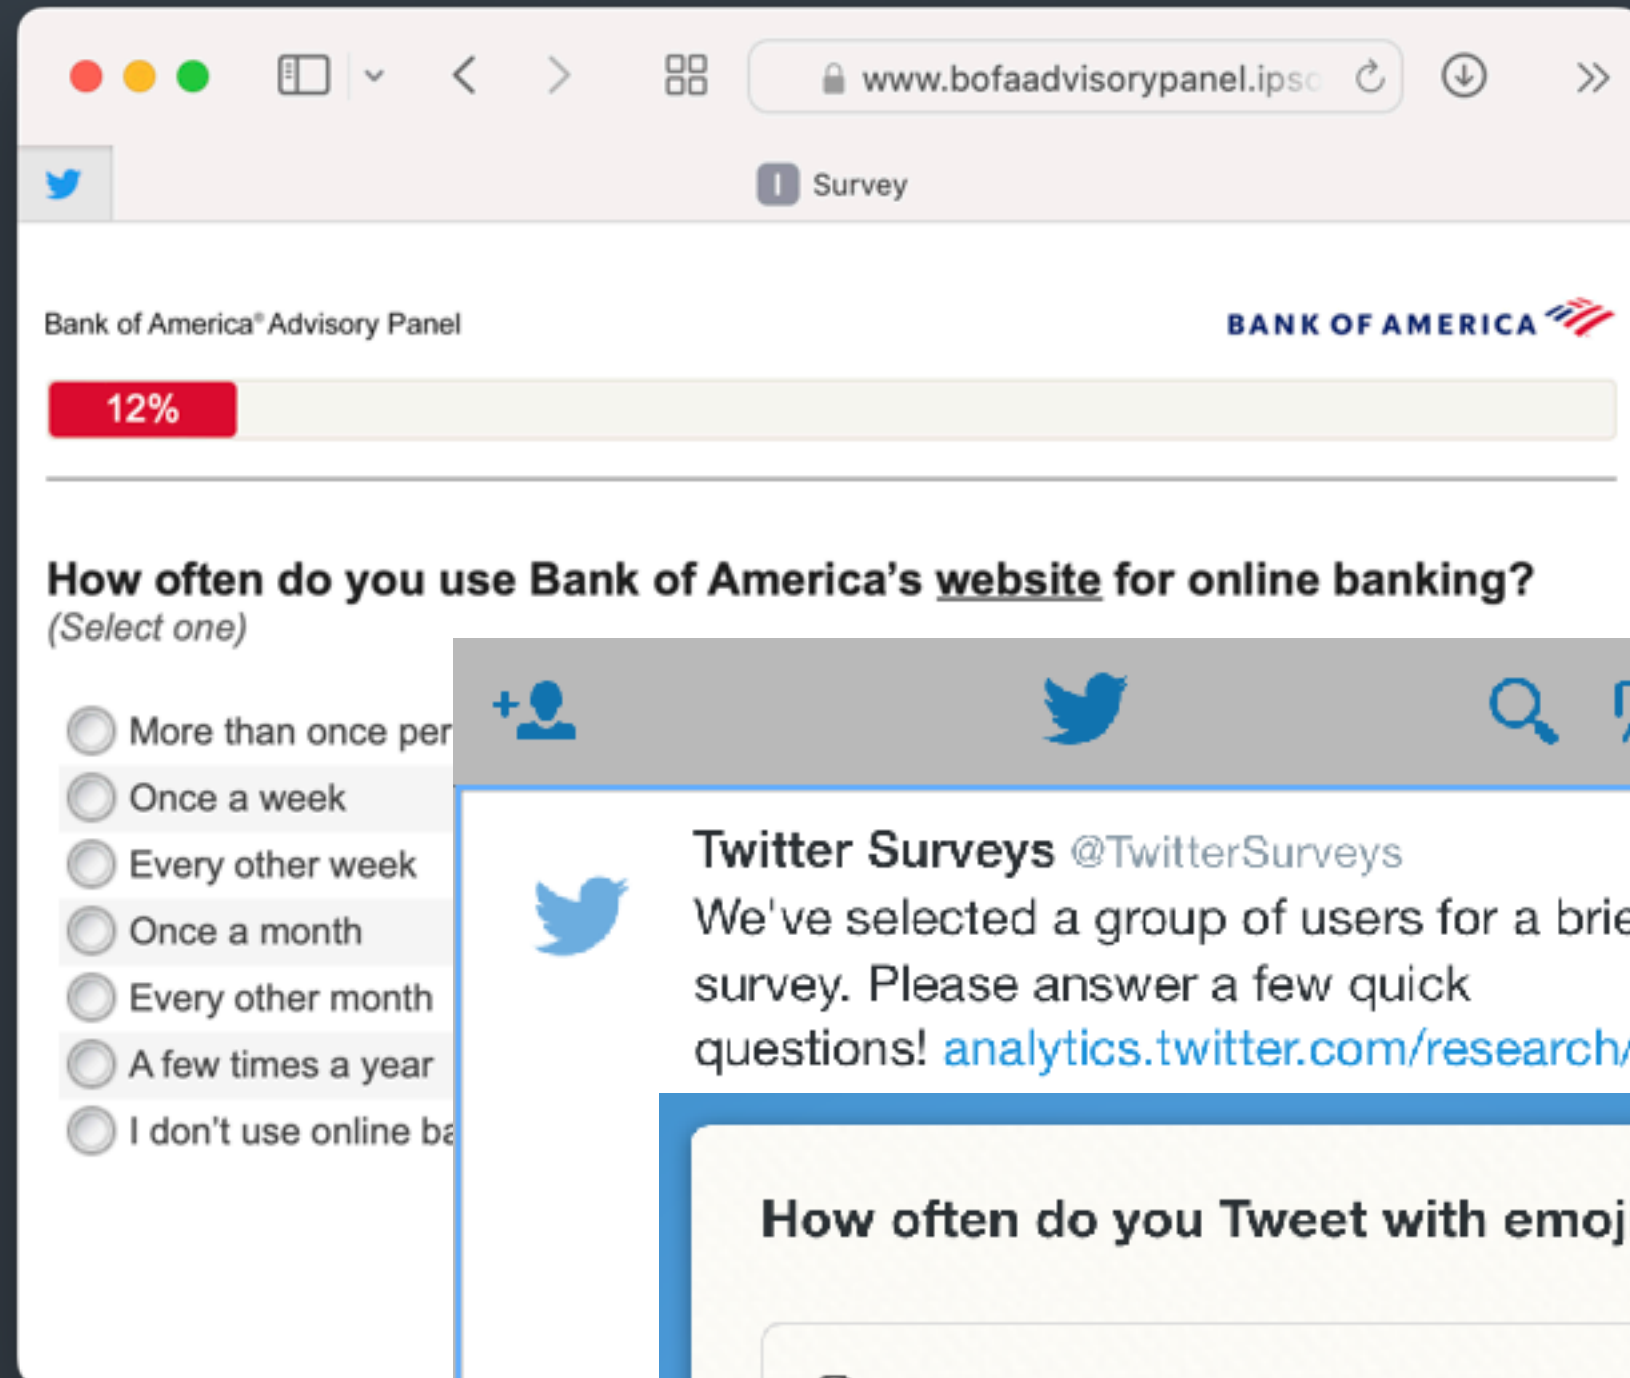 www.bofaadvisorypanel.ipso
I Survey
Bank of America® Advisory Panel
BANK OF AMERICA
12%
How often do you use Bank of America's website for online banking?
(Select one)
More than once per
Once a week
Every other week
Once a month
Every other month
A few times a year
I don't use online ba
Twitter Surveys @TwitterSurveys
We've selected a group of users for a brie
survey. Please answer a few quick
questions! analytics.twitter.com/research/
How often do you Tweet with emoj